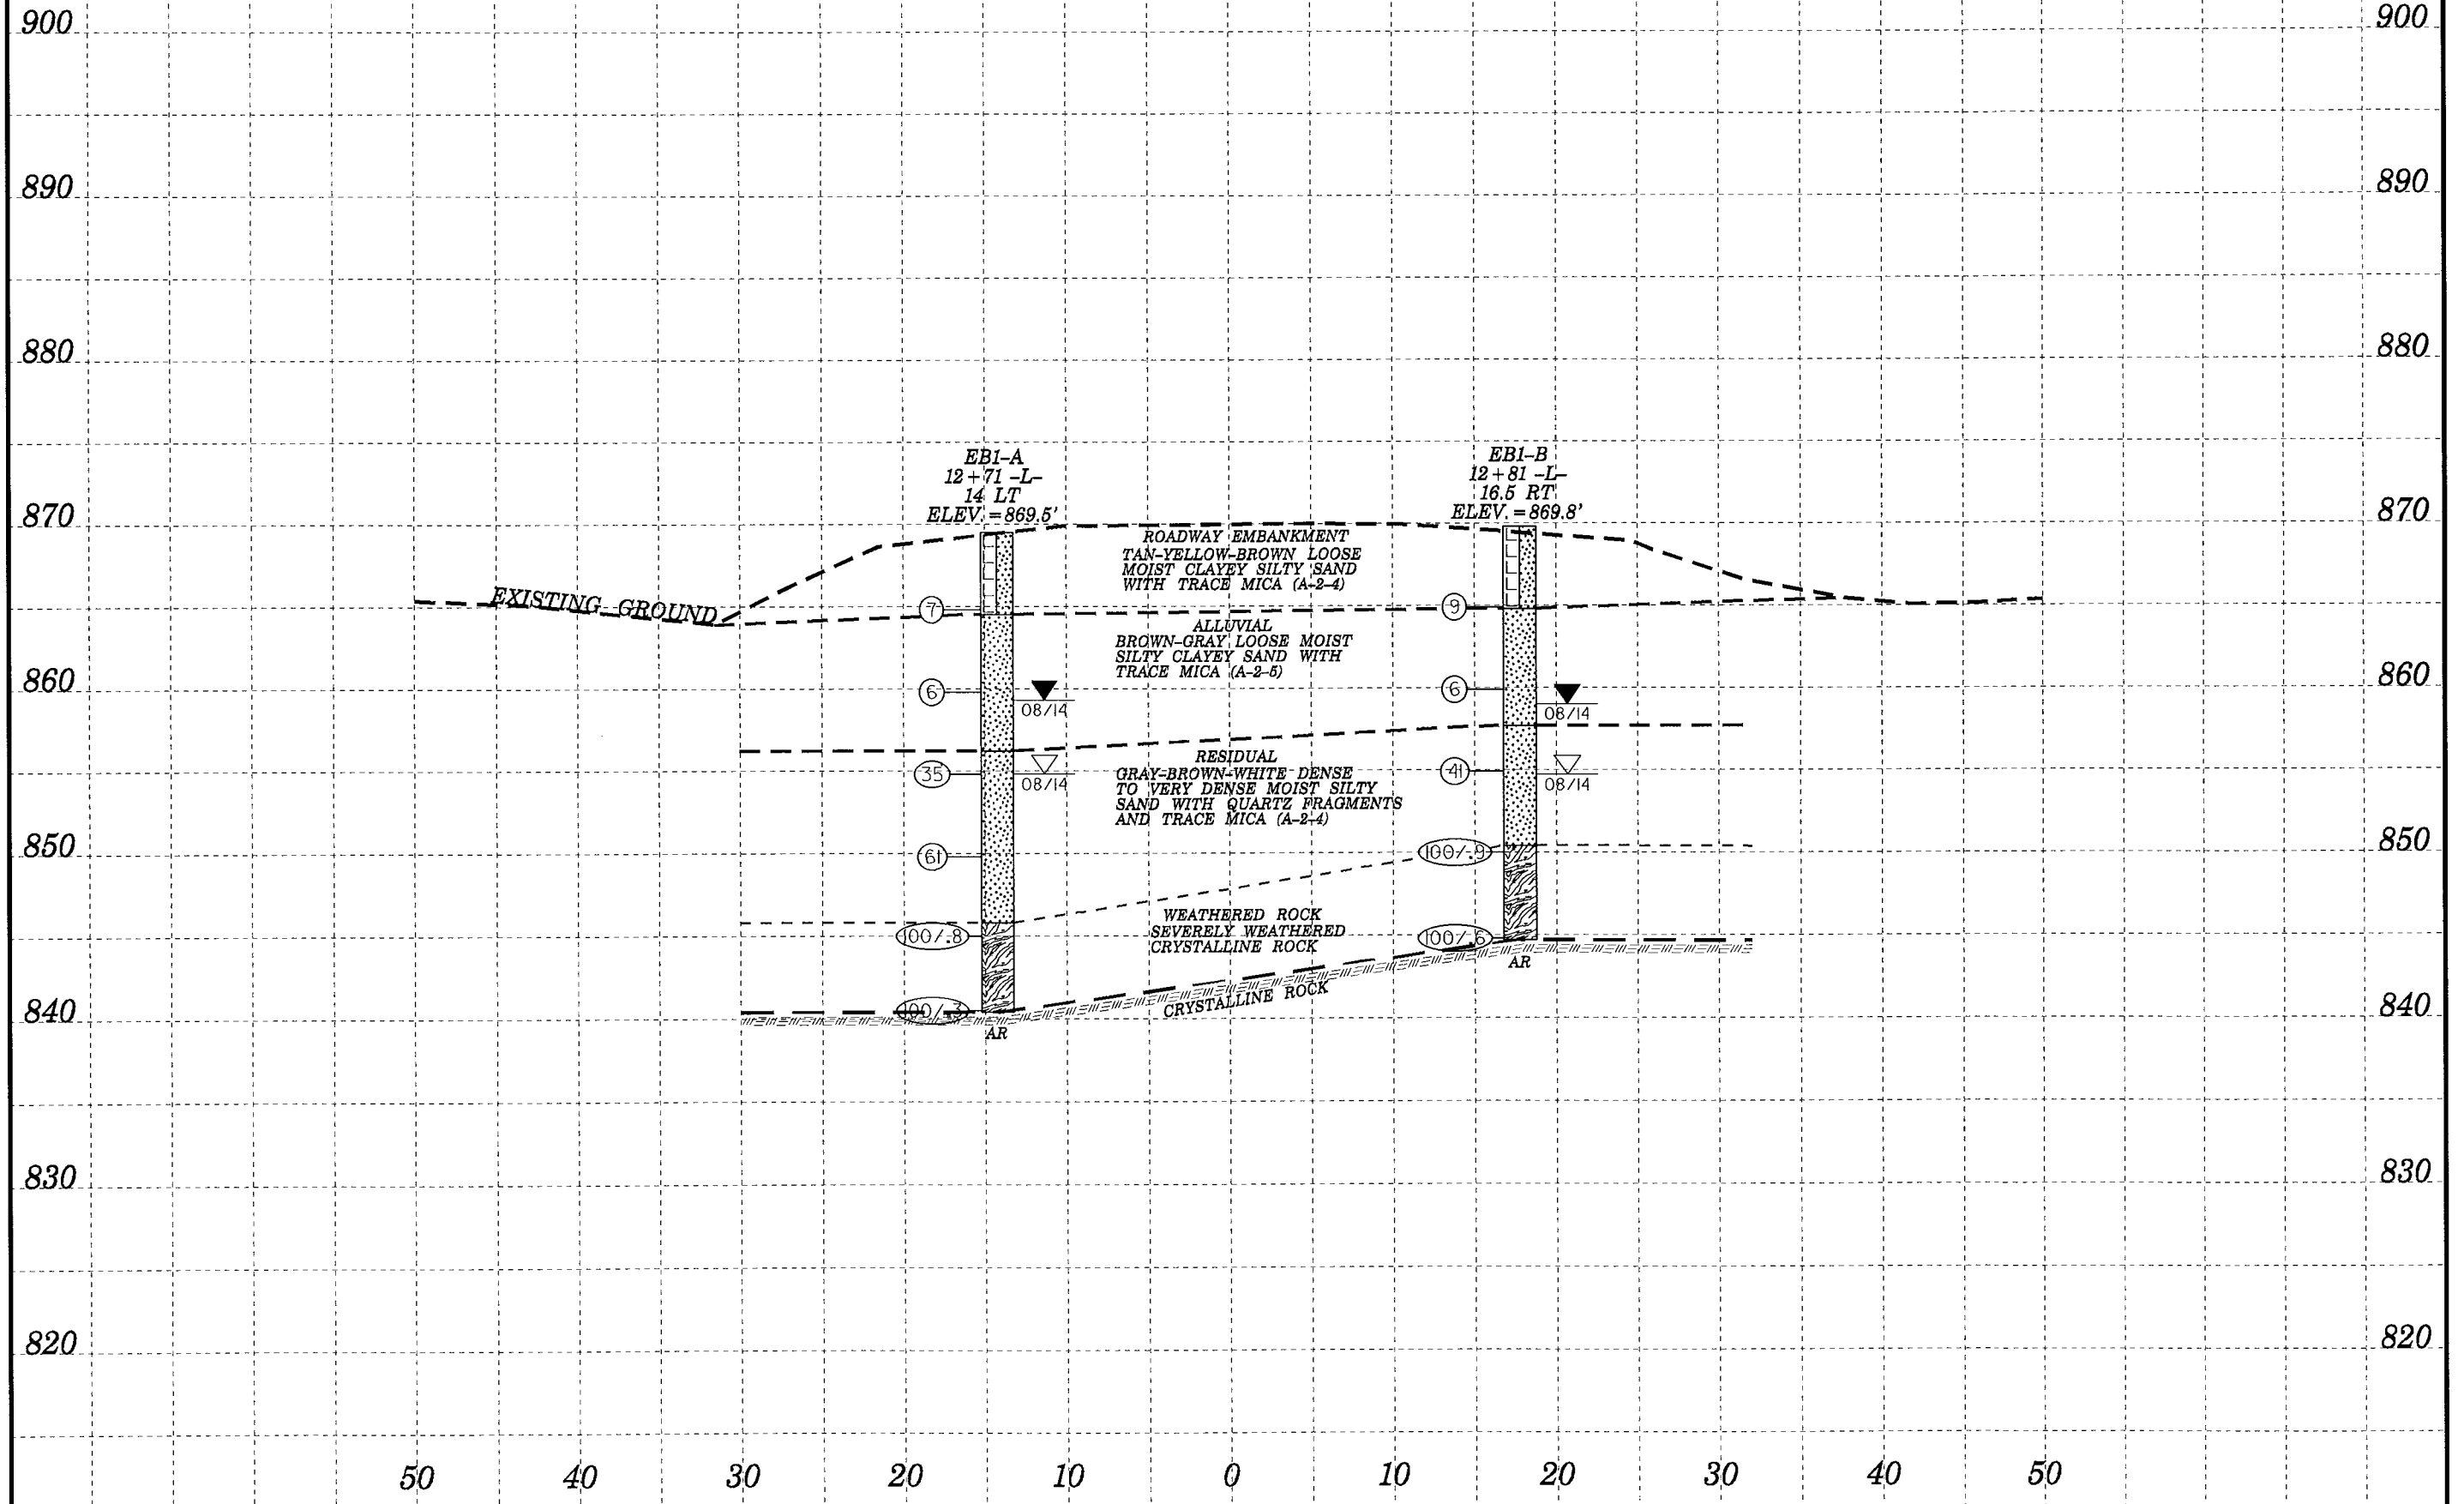 900 900
890 890
880 880
EB1-A
12+71 -L-
14 LT
ELEV.=869.5'
EB1-B
12+81 -L-
16.5 RT
ELEV.=869.8'
870 870
ROADWAY EMBANKMENT
TAN-YELLOW-BROWN LOOSE
MOIST CLAYEY SILTY SAND
WITH TRACE MICA (A-2-4)
EXISTING GROUND
7 9
ALLUVIAL
BROWN-GRAY LOOSE MOIST
SILTY CLAYEY SAND WITH
TRACE MICA (A-2-5)
860 860
6 6
08/14 08/14
RESIDUAL
GRAY-BROWN-WHITE DENSE
TO VERY DENSE MOIST SILTY
SAND WITH QUARTZ FRAGMENTS
AND TRACE MICA (A-2-4)
35 41
08/14 08/14
850 850
61 100/.9
WEATHERED ROCK
SEVERELY WEATHERED
CRYSTALLINE ROCK
100/.8 100/.6
AR
CRYSTALLINE ROCK
840 840
100/.3
AR
830 830
820 820
50 40 30 20 10 0 10 20 30 40 50